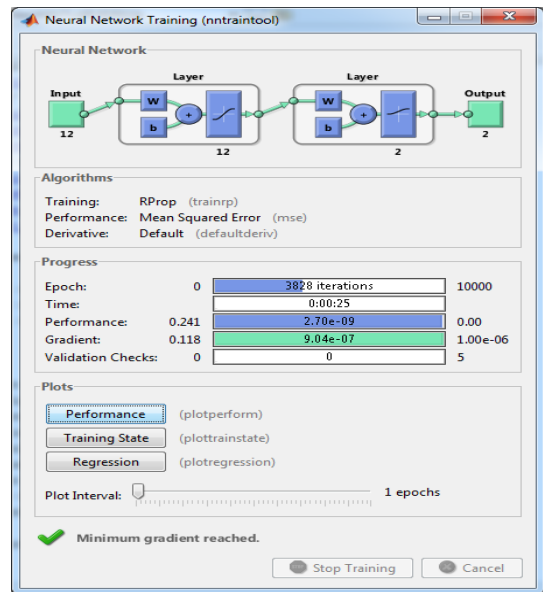 Neural Network Training (nntraintool)
Neural Network
Layer Layer
Input Output
W W
+ +
b b
12 2
12 2
Algorithms
Training: RProp (trainrp)
Performance: Mean Squared Error (mse)
Derivative: Default (defaultderiv)
Progress
Epoch: 0 3828 iterations 10000
Time: 0:00:25
Performance: 0.241 2.70e-09 0.00
Gradient: 0.118 9.04e-07 1.00e-06
Validation Checks: 0 0 5
Plots
Performance (plotperform)
Training State (plottrainstate)
Regression (plotregression)
Plot Interval: 1 epochs
Minimum gradient reached.
Stop Training Cancel